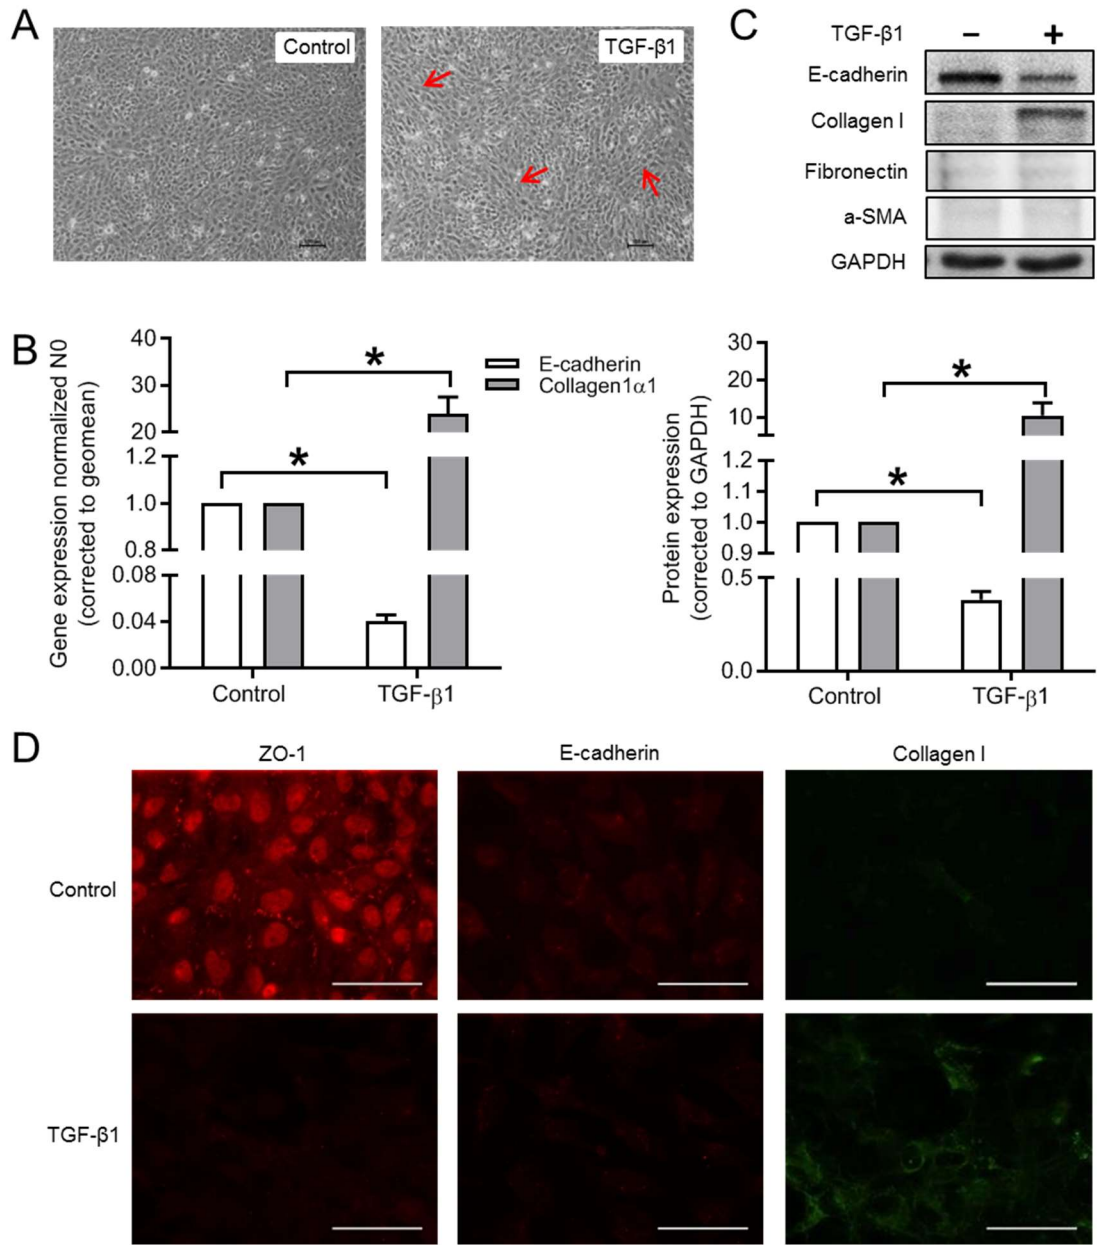 A
Control
TGF-β1
C
TGF-β1 − +
E-cadherin
Collagen I
Fibronectin
a-SMA
GAPDH
B
Gene expression normalized N0
(corrected to geomean)
40
30
20
1.2
1.0
0.8
0.08
0.04
0.00
*
*
Control
TGF-β1
E-cadherin
Collagen1α1
Protein expression
(corrected to GAPDH)
30
20
10
1.2
1.1
1.0
0.9
0.5
0.0
*
*
Control
TGF-β1
D
ZO-1
E-cadherin
Collagen I
Control
TGF-β1